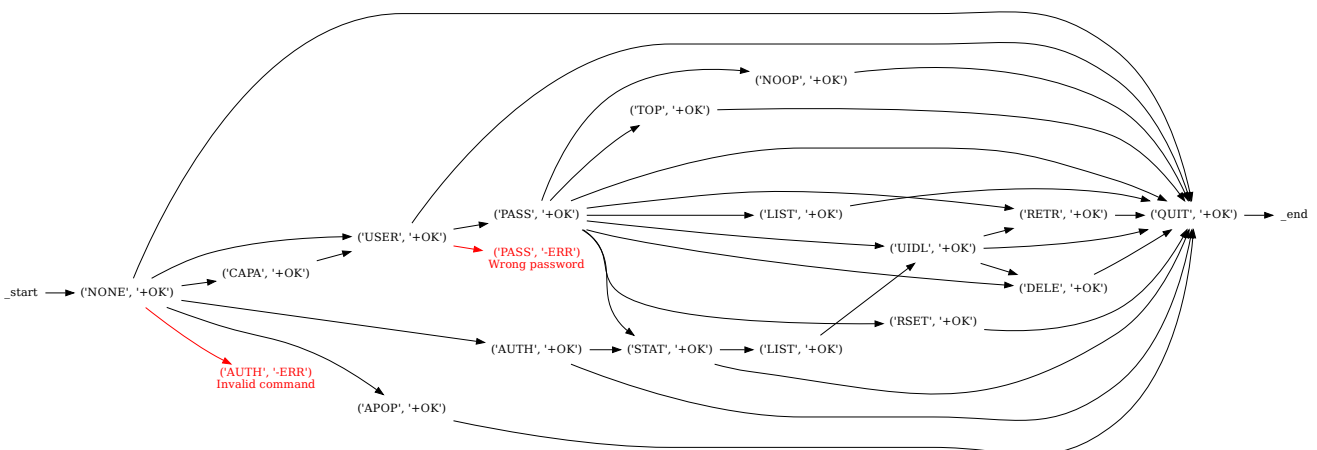 ('NOOP', '+OK')
('TOP', '+OK')
('PASS', '+OK')
('LIST', '+OK')
('RETR', '+OK')
('QUIT', '+OK')
_end
('USER', '+OK')
('PASS', '-ERR')
Wrong password
('UIDL', '+OK')
('CAPA', '+OK')
_start
('NONE', '+OK')
('DELE', '+OK')
('RSET', '+OK')
('AUTH', '+OK')
('STAT', '+OK')
('LIST', '+OK')
('AUTH', '-ERR')
Invalid command
('APOP', '+OK')